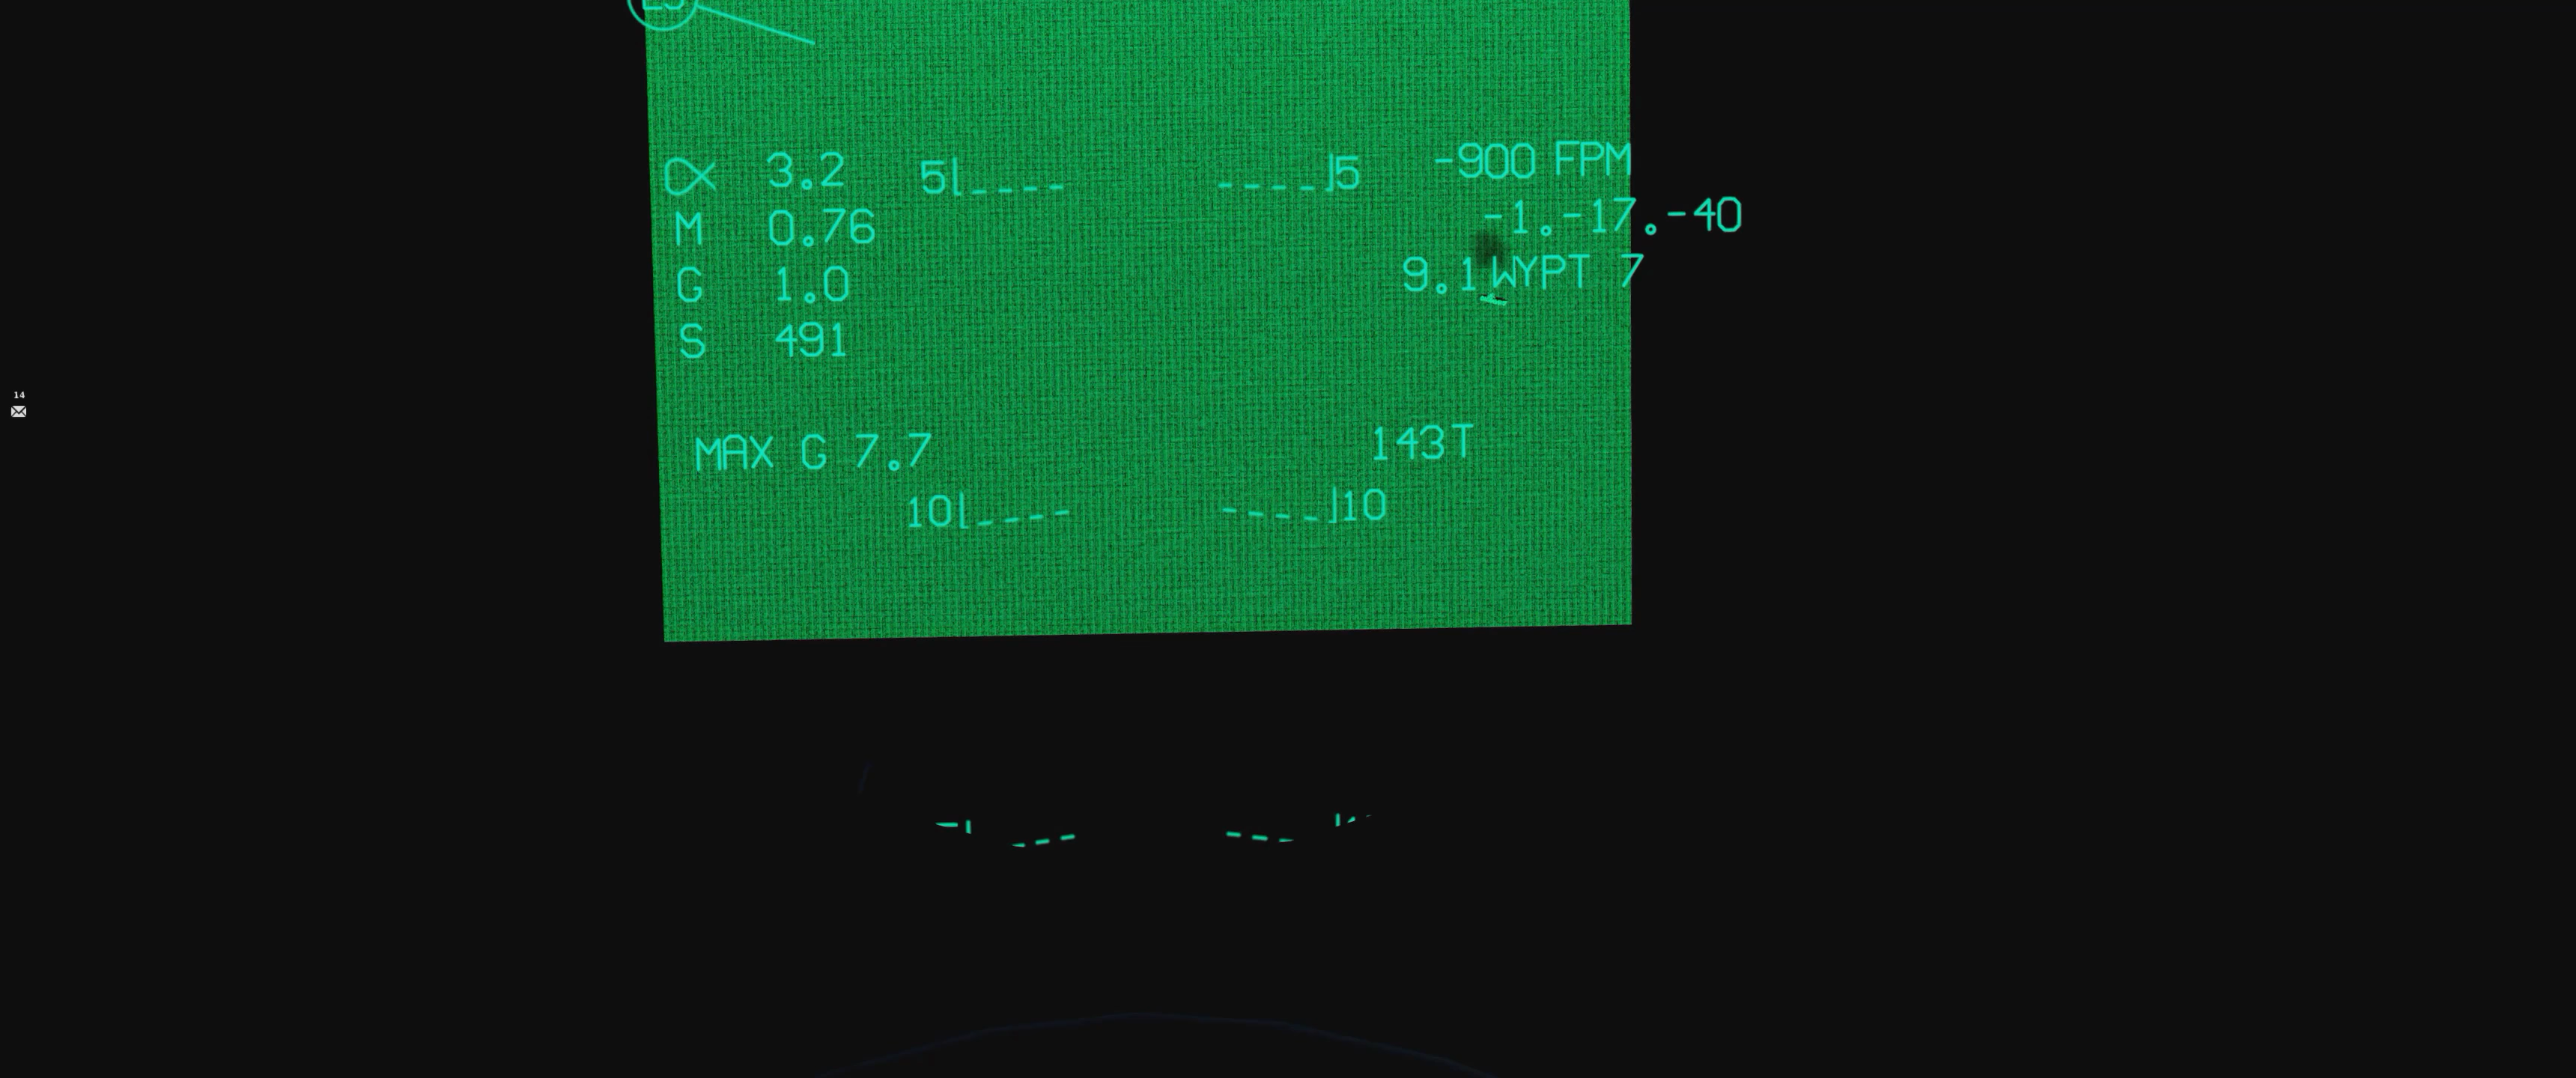 α 3.2 5 5 -900 FPM
M 0.76 -1.-17.-40
G 1.0 9.1 WYPT 7
S 491
14
MAX G 7.7 143T
10 10